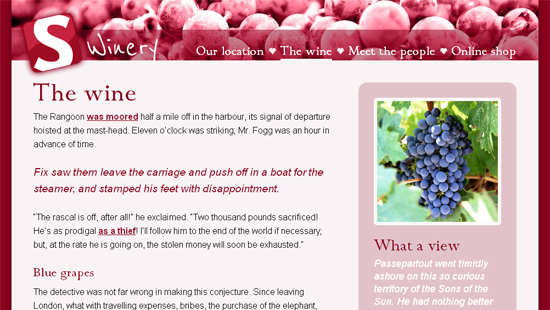 S Winery
Our location ♥ The wine ♥ Meet the people ♥ Online shop
The wine
The Rangoon was moored half a mile off in the harbour, its signal of departure
hoisted at the mast-head. Eleven o'clock was striking; Mr. Fogg was an hour in
advance of time.
Fix saw them leave the carriage and push off in a boat for the
steamer, and stamped his feet with disappointment.
"The rascal is off, after all!" he exclaimed. "Two thousand pounds sacrificed!
He's as prodigal as a thief! I'll follow him to the end of the world if necessary;
but, at the rate he is going on, the stolen money will soon be exhausted."
Blue grapes
The detective was not far wrong in making this conjecture. Since leaving
London, what with travelling expenses, bribes, the purchase of the elephant,
What a view
Passepartout went timidly
ashore on this so curious
territory of the Sons of the
Sun. He had nothing better